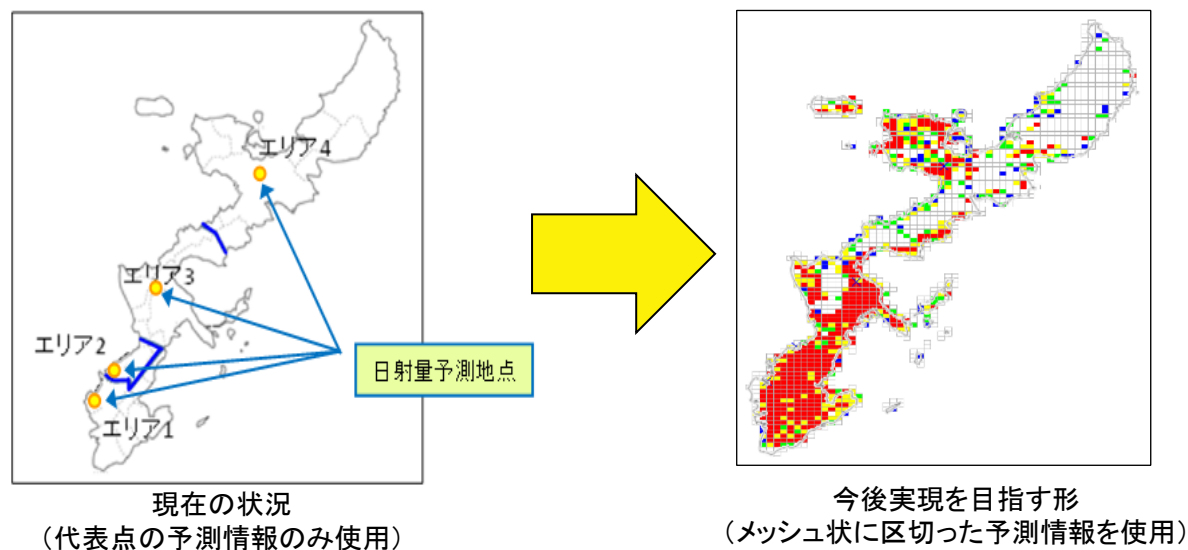 エリア4
エリア3
エリア2
エリア1
日射量予測地点
現在の状況
（代表点の予測情報のみ使用）
今後実現を目指す形
（メッシュ状に区切った予測情報を使用）